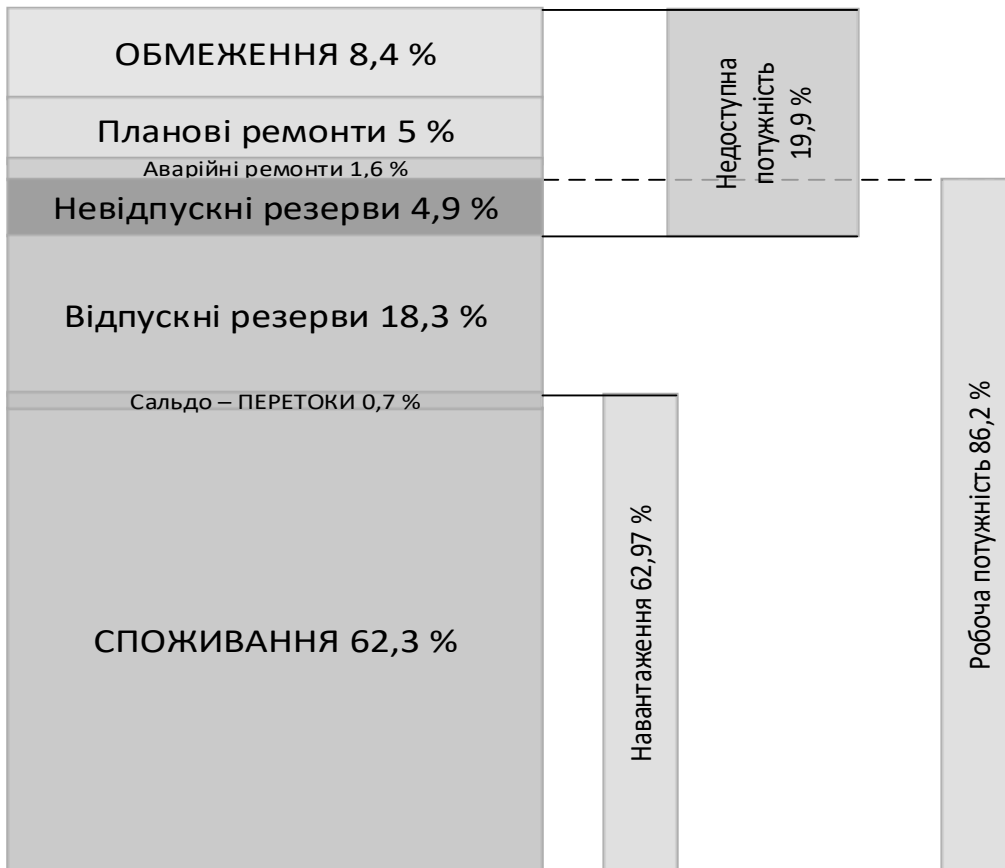 ОБМЕЖЕННЯ 8,4 %
Планові ремонти 5 %
Аварійні ремонти 1,6 %
Невідпускні резерви 4,9 %
Відпускні резерви 18,3 %
Сальдо – ПЕРЕТОКИ 0,7 %
СПОЖИВАННЯ 62,3 %
Навантаження 62,97 %
Недоступна
потужність
19,9 %
Робоча потужність 86,2 %